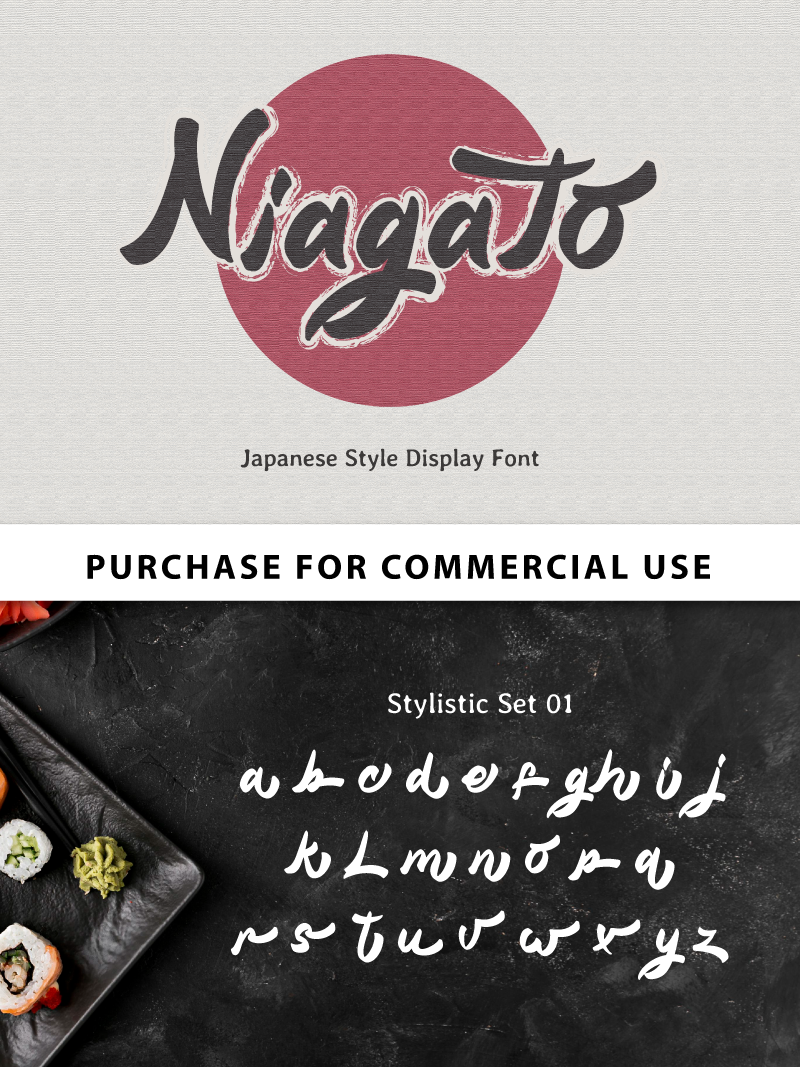 Niagato
Japanese Style Display Font
PURCHASE FOR COMMERCIAL USE
Stylistic Set 01
a b c d e f g h i j
k l m n o p q
r s t u v w x y z